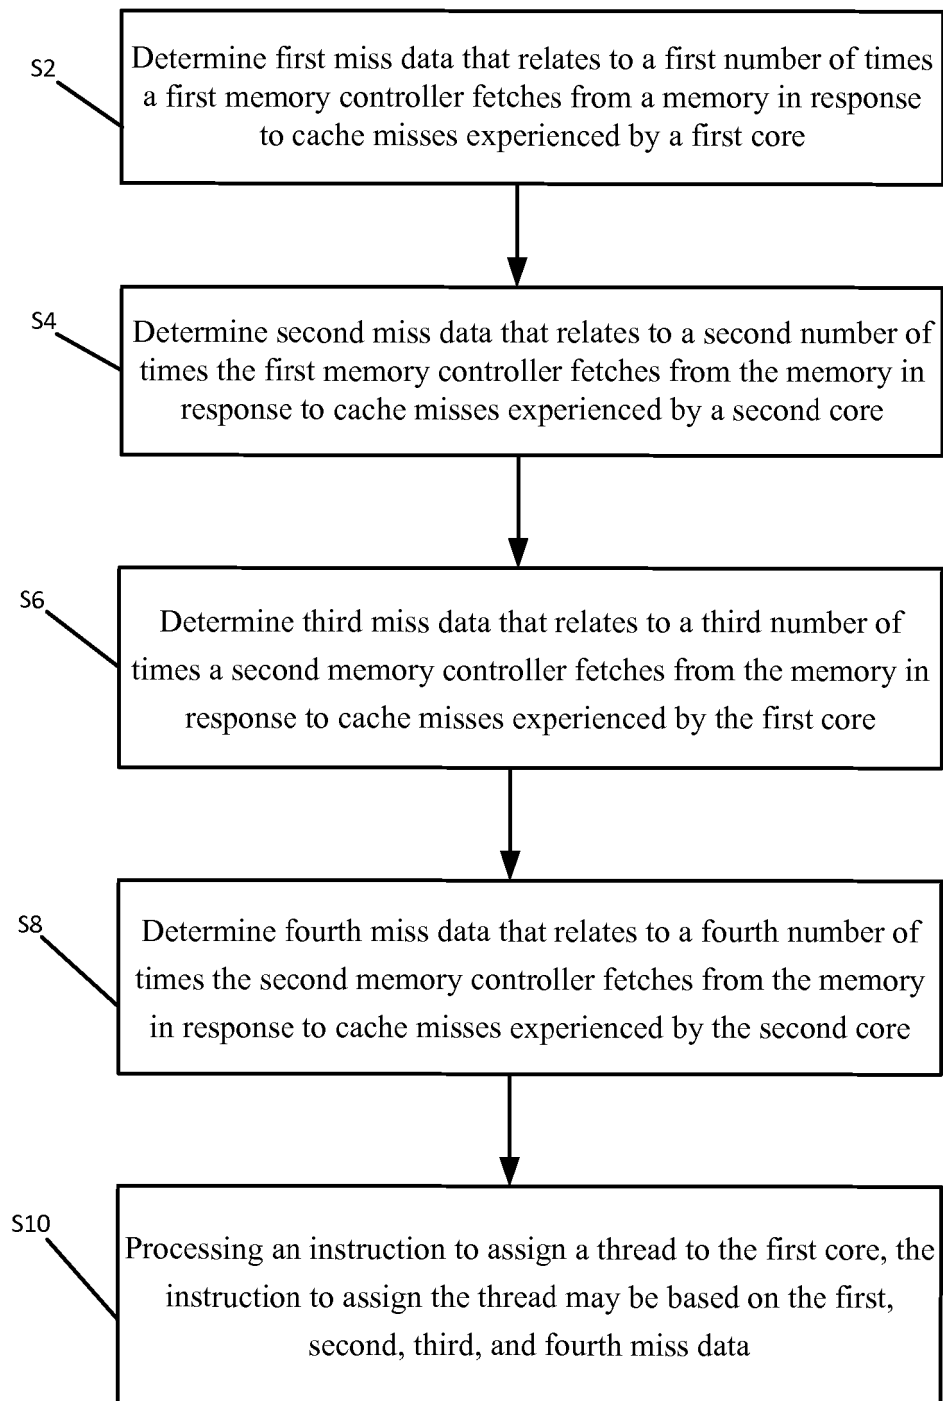 S2
Determine first miss data that relates to a first number of times
a first memory controller fetches from a memory in response
to cache misses experienced by a first core
S4
Determine second miss data that relates to a second number of
times the first memory controller fetches from the memory in
response to cache misses experienced by a second core
S6
Determine third miss data that relates to a third number of
times a second memory controller fetches from the memory in
response to cache misses experienced by the first core
S8
Determine fourth miss data that relates to a fourth number of
times the second memory controller fetches from the memory
in response to cache misses experienced by the second core
S10
Processing an instruction to assign a thread to the first core, the
instruction to assign the thread may be based on the first,
second, third, and fourth miss data